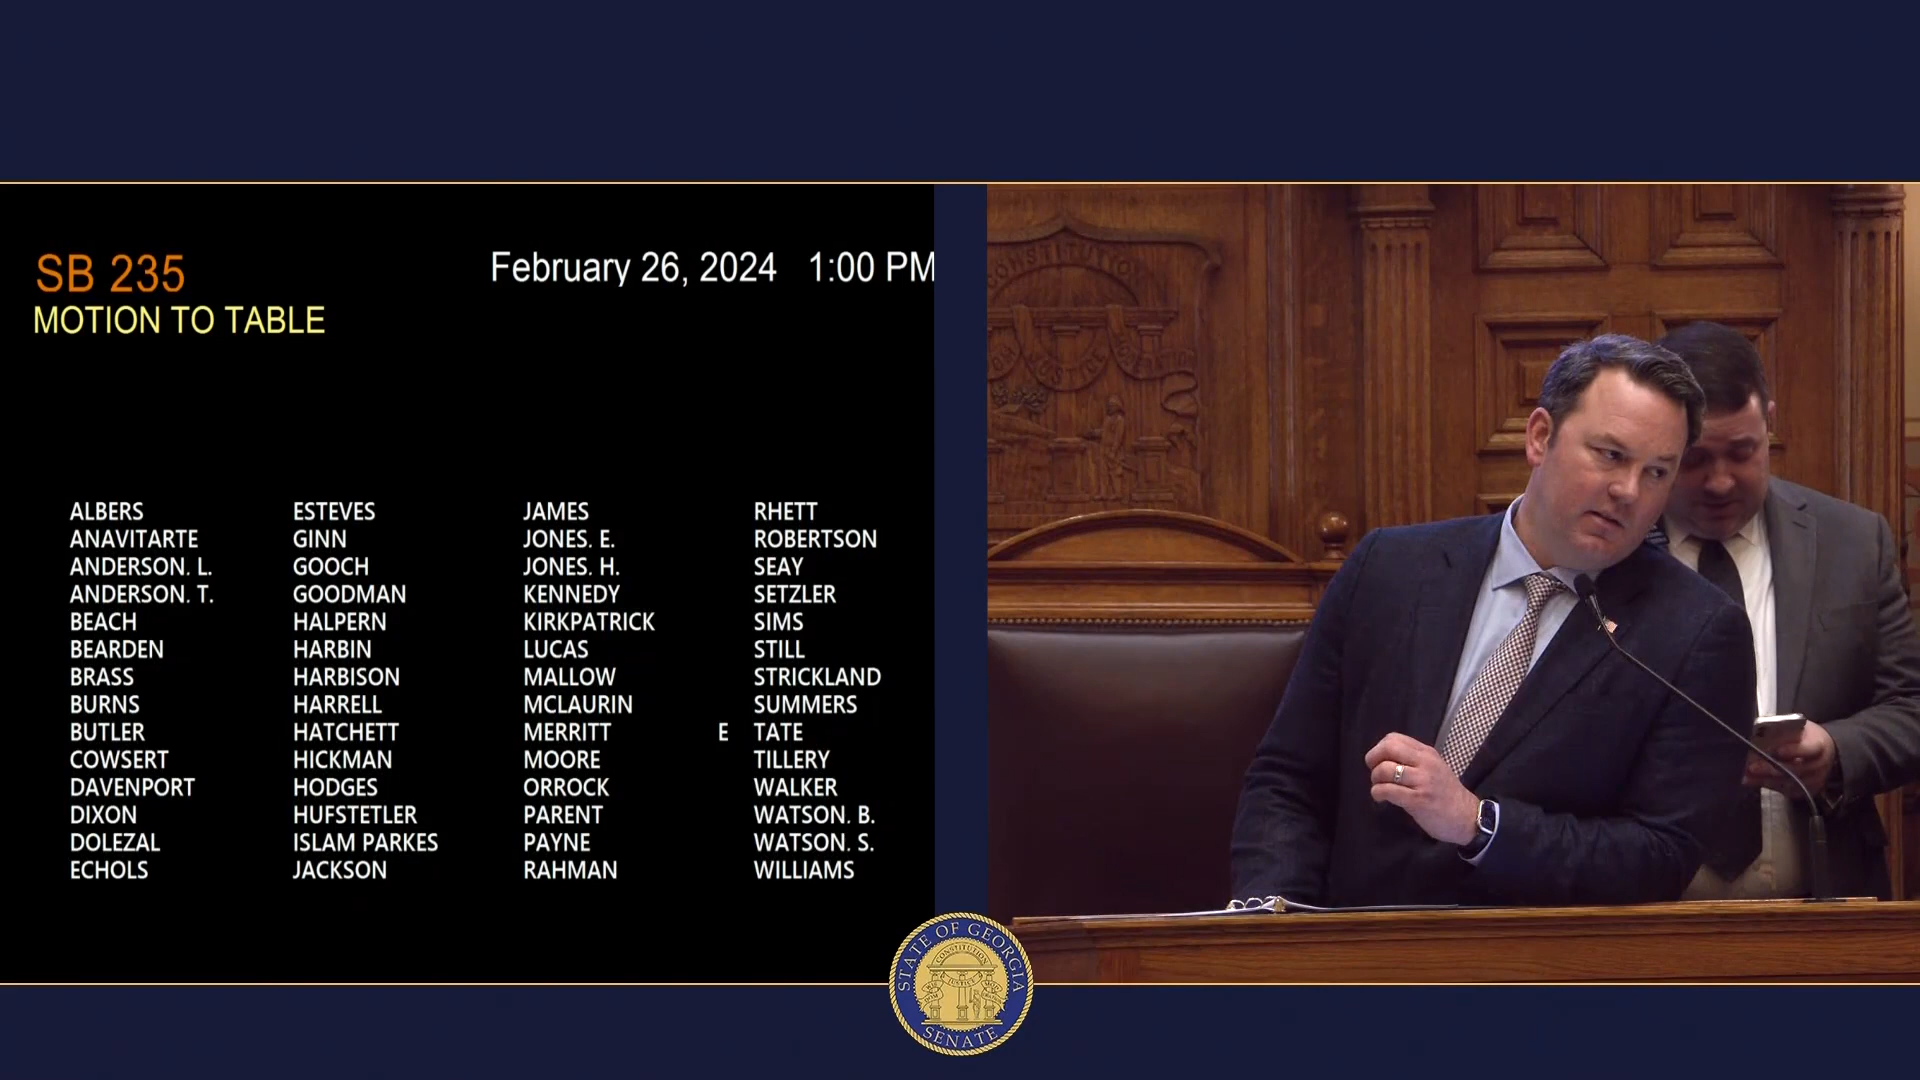 SB 235
February 26, 2024 1:00 PM
MOTION TO TABLE
ALBERS
ANAVITARTE
ANDERSON. L.
ANDERSON. T.
BEACH
BEARDEN
BRASS
BURNS
BUTLER
COWSERT
DAVENPORT
DIXON
DOLEZAL
ECHOLS
ESTEVES
GINN
GOOCH
GOODMAN
HALPERN
HARBIN
HARBISON
HARRELL
HATCHETT
HICKMAN
HODGES
HUFSTETLER
ISLAM PARKES
JACKSON
JAMES
JONES. E.
JONES. H.
KENNEDY
KIRKPATRICK
LUCAS
MALLOW
MCLAURIN
MERRITT
MOORE
ORROCK
PARENT
PAYNE
RAHMAN
RHETT
ROBERTSON
SEAY
SETZLER
SIMS
STILL
STRICKLAND
SUMMERS
E TATE
TILLERY
WALKER
WATSON. B.
WATSON. S.
WILLIAMS
CONSTITUTION
JUSTICE
STATE OF GEORGIA
CONSTITUTION
SENATE